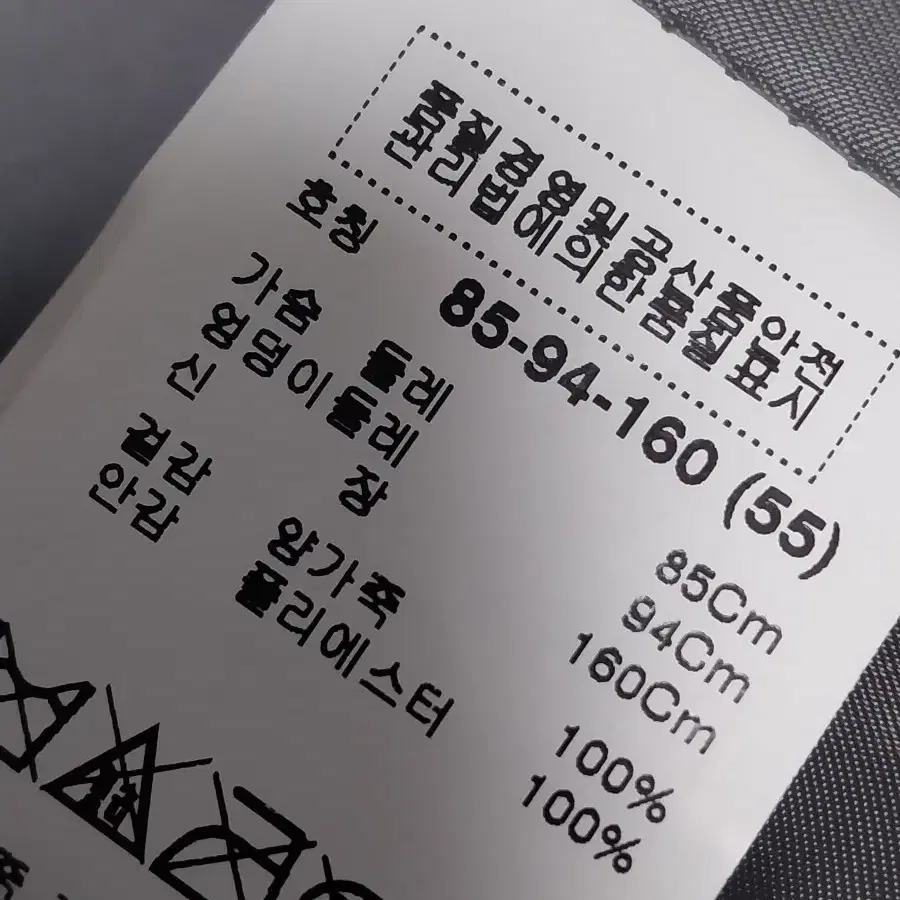 품질경영 및 공산품안전
관리법에의한 품질표시
호칭 85-94-160 (55)
가슴 둘레 85Cm
엉덩이둘레 94Cm
신 장 160Cm
겉감 양가죽 100%
안감 폴리에스터 100%